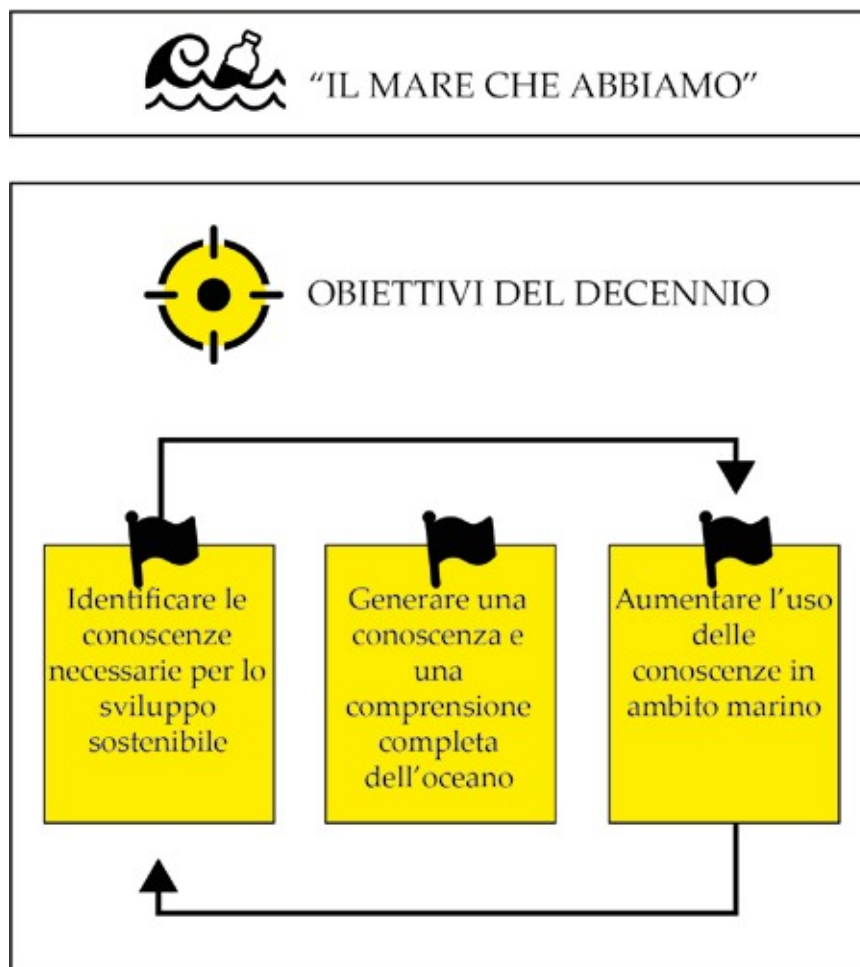 “IL MARE CHE ABBIAMO”
OBIETTIVI DEL DECENNIO
Identificare le
conoscenze
necessarie per lo
sviluppo
sostenibile
Generare una
conoscenza e
una
comprensione
completa
dell’oceano
Aumentare l’uso
delle
conoscenze in
ambito marino